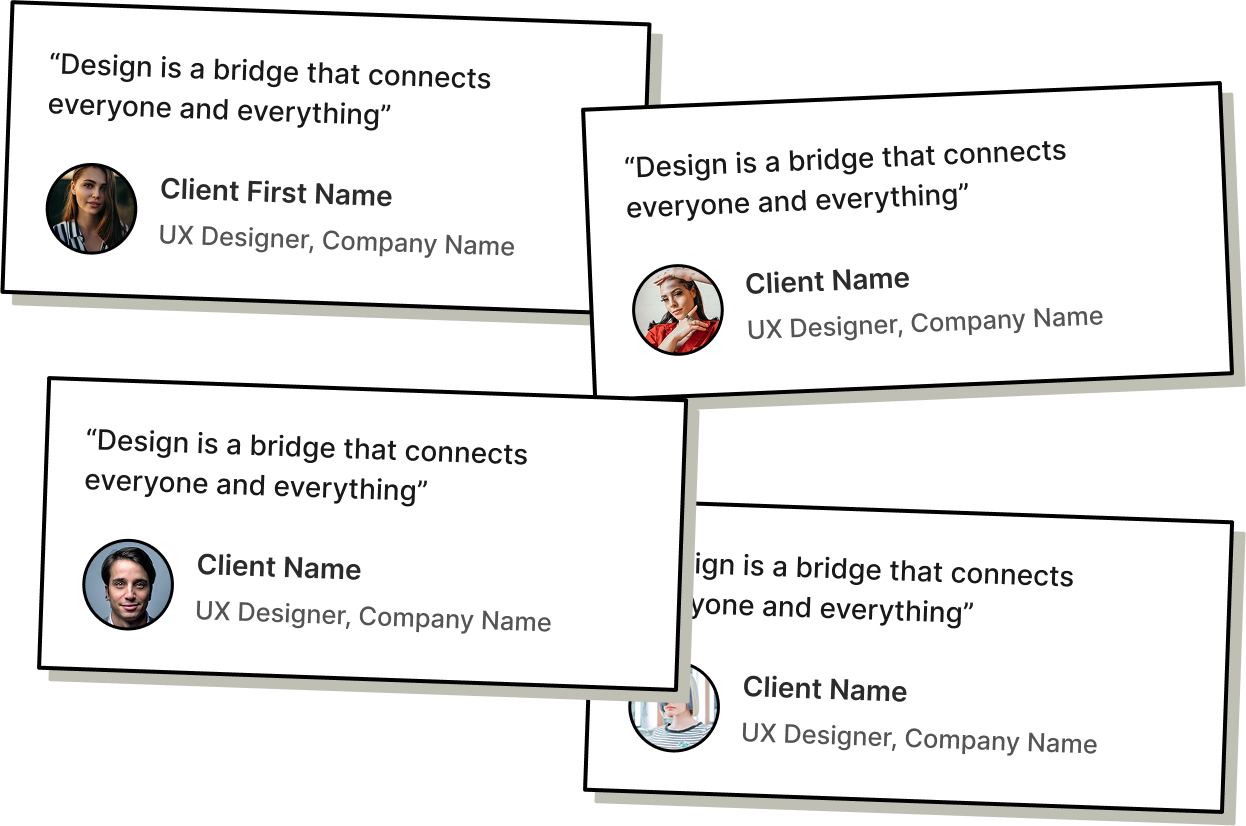 “Design is a bridge that connects
everyone and everything”
Client First Name
UX Designer, Company Name
“Design is a bridge that connects
everyone and everything”
Client Name
UX Designer, Company Name
“Design is a bridge that connects
everyone and everything”
Client Name
UX Designer, Company Name
ign is a bridge that connects
yone and everything”
Client Name
UX Designer, Company Name